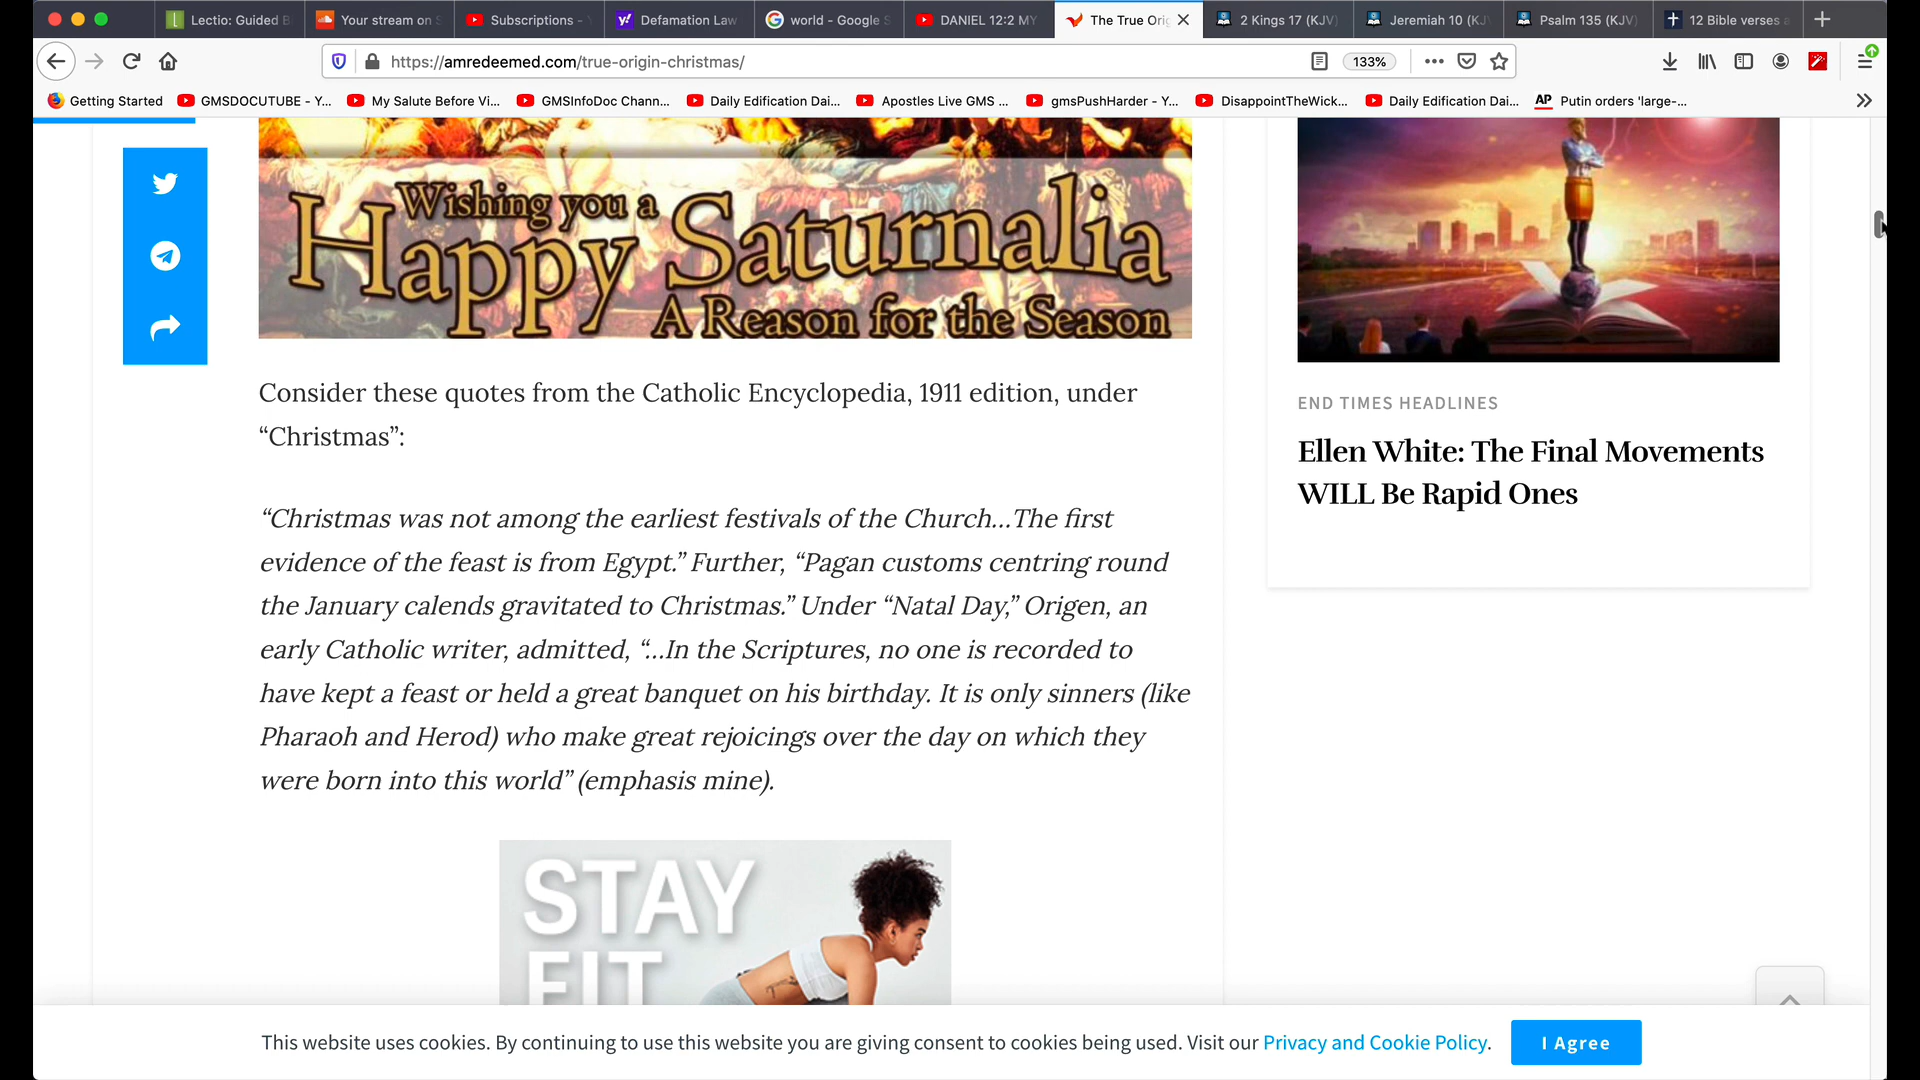 Lectio: Guided B
Your stream on S
Subscriptions - Y
Defamation Law
world - Google S
DANIEL 12:2 MY
The True Orig
2 Kings 17 (KJV)
Jeremiah 10 (KJV
Psalm 135 (KJV)
12 Bible verses a
https://amredeemed.com/true-origin-christmas/
133%
Getting Started
GMSDOCUTUBE - Y...
My Salute Before Vi...
GMSInfoDoc Chann...
Daily Edification Dai...
Apostles Live GMS ...
gmsPushHarder - Y...
DisappointTheWick...
Daily Edification Dai...
AP Putin orders 'large-...
Wishing you a
Happy Saturnalia
A Reason for the Season
Consider these quotes from the Catholic Encyclopedia, 1911 edition, under
“Christmas”:
“Christmas was not among the earliest festivals of the Church…The first
evidence of the feast is from Egypt.” Further, “Pagan customs centring round
the January calends gravitated to Christmas.” Under “Natal Day,” Origen, an
early Catholic writer, admitted, “…In the Scriptures, no one is recorded to
have kept a feast or held a great banquet on his birthday. It is only sinners (like
Pharaoh and Herod) who make great rejoicings over the day on which they
were born into this world” (emphasis mine).
STAY
FIT
END TIMES HEADLINES
Ellen White: The Final Movements
WILL Be Rapid Ones
This website uses cookies. By continuing to use this website you are giving consent to cookies being used. Visit our Privacy and Cookie Policy.
I Agree